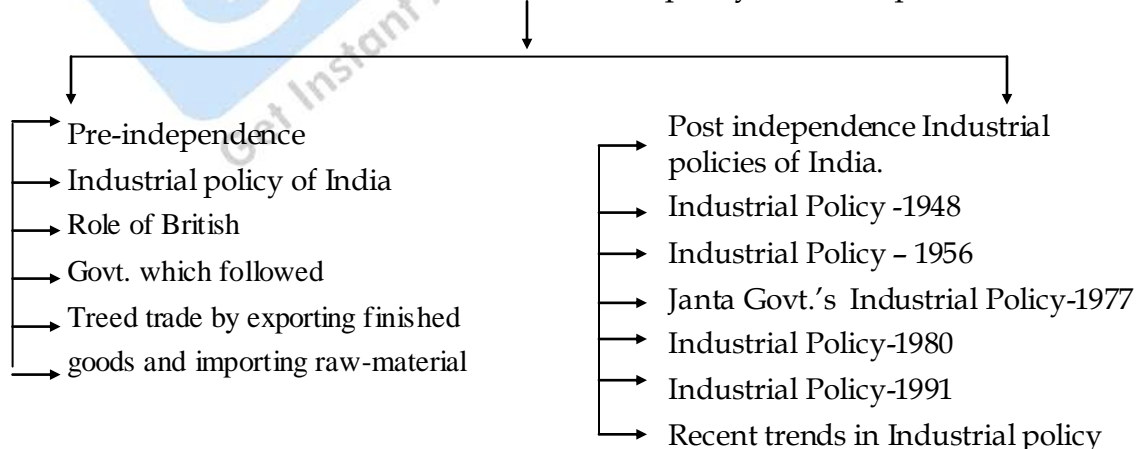 Get Instant
Pre-independence
Industrial policy of India
Role of British
Govt. which followed
Treed trade by exporting finished
goods and importing raw-material
Post independence Industrial
policies of India.
Industrial Policy -1948
Industrial Policy – 1956
Janta Govt.'s Industrial Policy-1977
Industrial Policy-1980
Industrial Policy-1991
Recent trends in Industrial policy